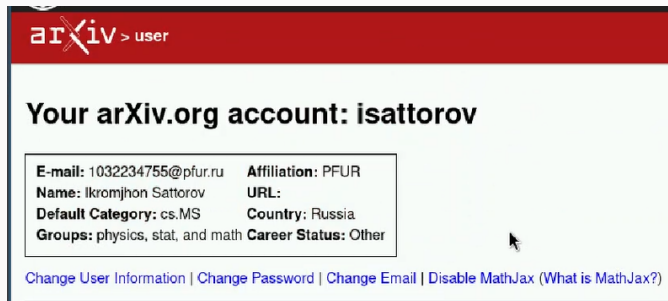 arXiv > user
Your arXiv.org account: isattorov
E-mail: 1032234755@pfur.ru Affiliation: PFUR
Name: Ikromjhon Sattorov URL:
Default Category: cs.MS Country: Russia
Groups: physics, stat, and math Career Status: Other
Change User Information | Change Password | Change Email | Disable MathJax (What is MathJax?)